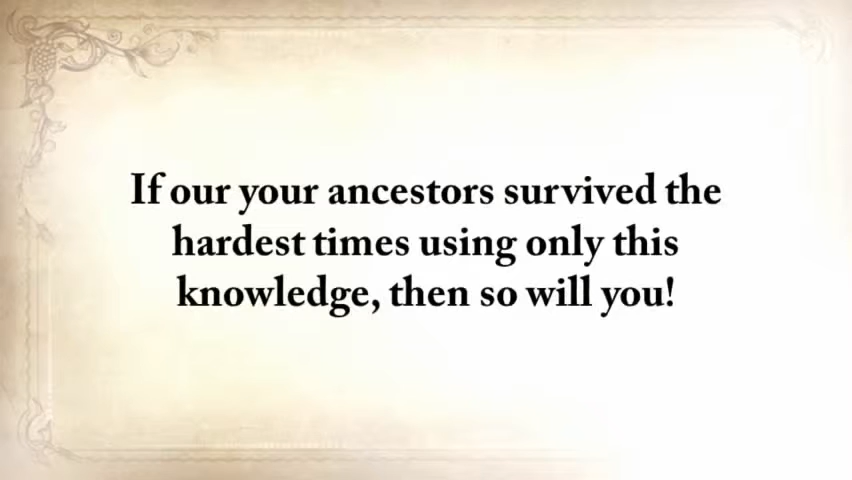 If our your ancestors survived the
hardest times using only this
knowledge, then so will you!